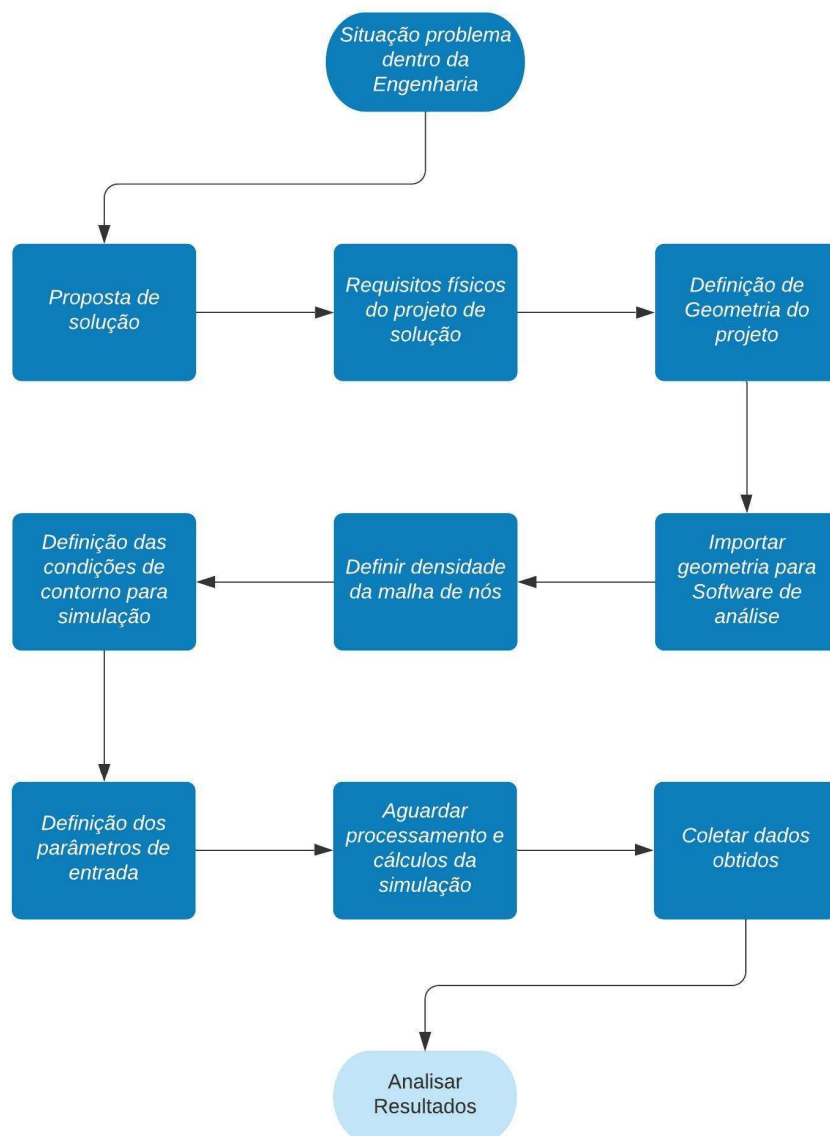 Situação problema
dentro da
Engenharia
Proposta de
solução
Requisitos físicos
do projeto de
solução
Definição de
Geometria do
projeto
Importar
geometria para
Software de
análise
Definir densidade
da malha de nós
Definição das
condições de
contorno para
simulação
Definição dos
parâmetros de
entrada
Aguardar
processamento e
cálculos da
simulação
Coletar dados
obtidos
Analisar
Resultados